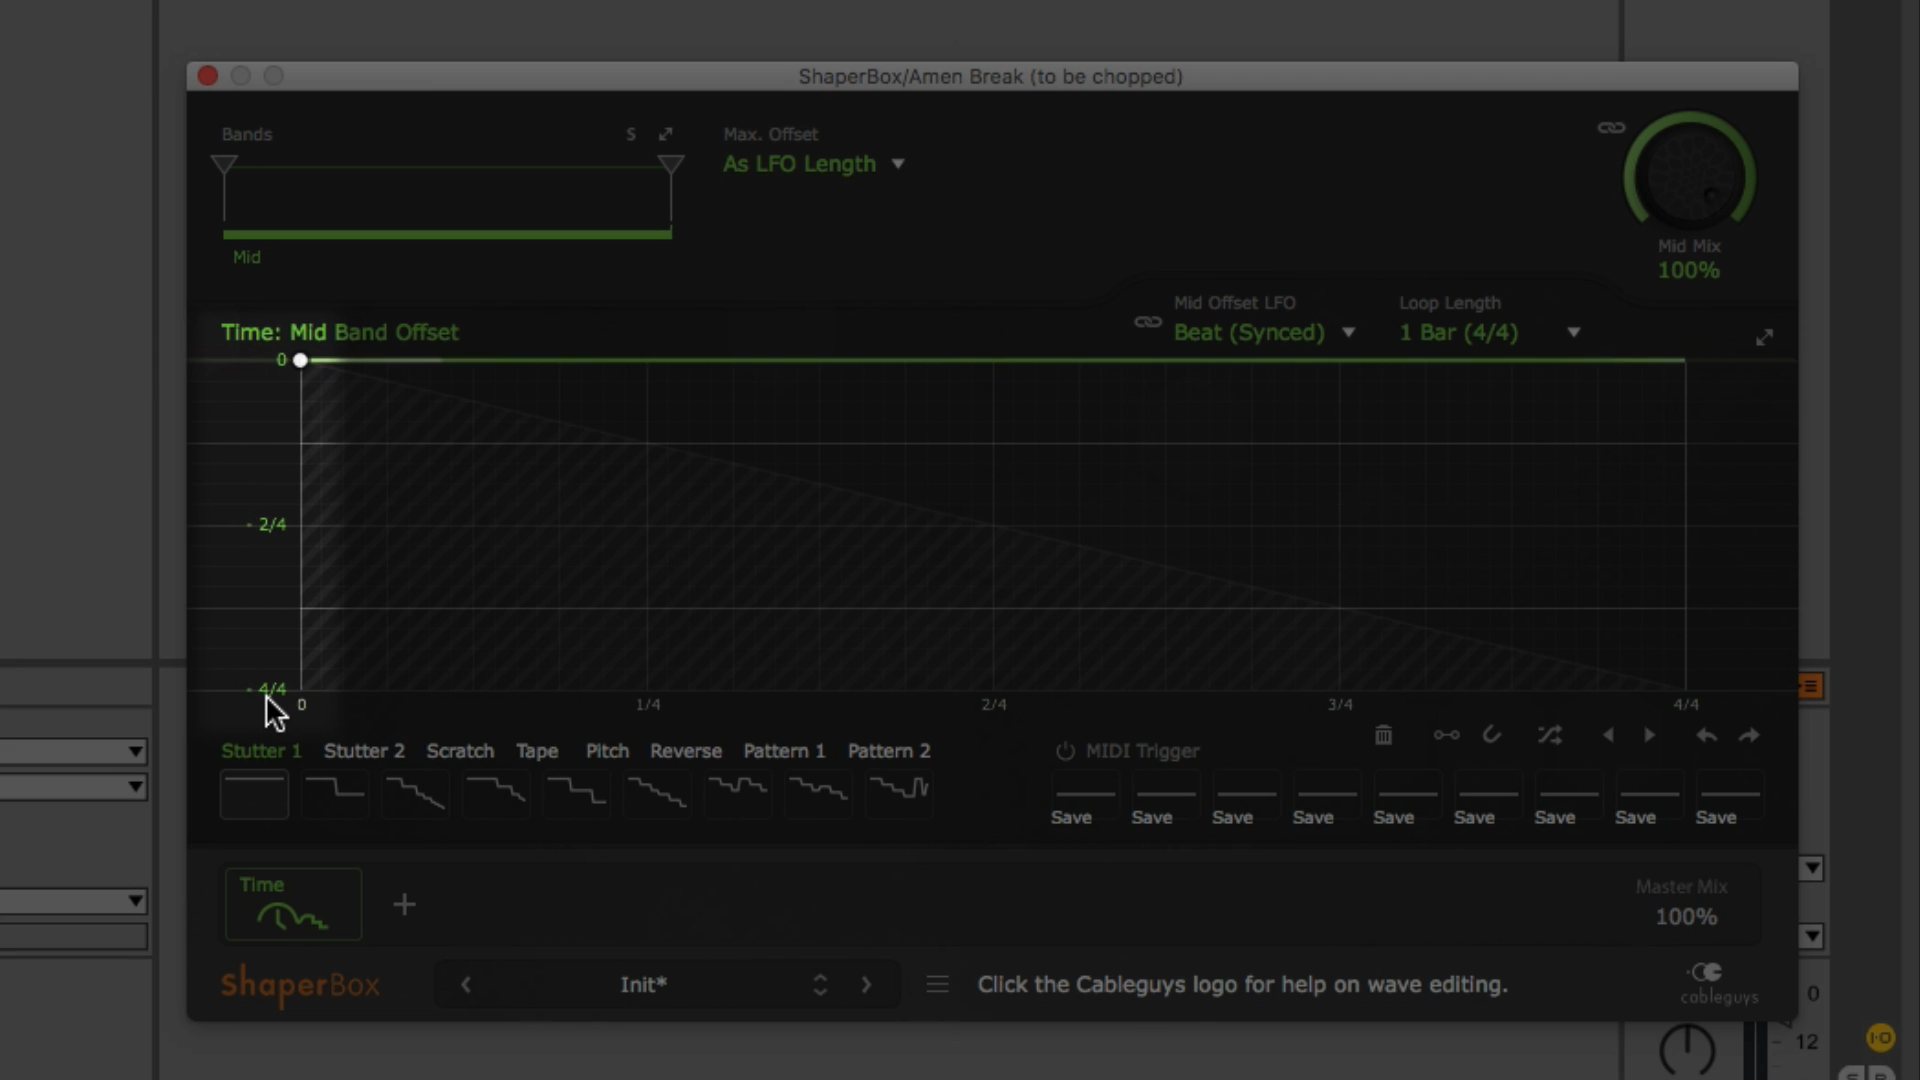 ShaperBox/Amen Break (to be chopped)
Bands
S
Max. Offset
As LFO Length
Mid
Mid Mix
100%
Mid Offset LFO
Loop Length
Time: Mid Band Offset
Beat (Synced)
1 Bar (4/4)
0
- 2/4
- 4/4
0
1/4
2/4
3/4
4/4
Stutter 1
Stutter 2
Scratch
Tape
Pitch
Reverse
Pattern 1
Pattern 2
MIDI Trigger
Save
Save
Save
Save
Save
Save
Save
Save
Save
Time
+
Master Mix
100%
ShaperBox
Init*
Click the Cableguys logo for help on wave editing.
cableguys
0
- 12
I·O